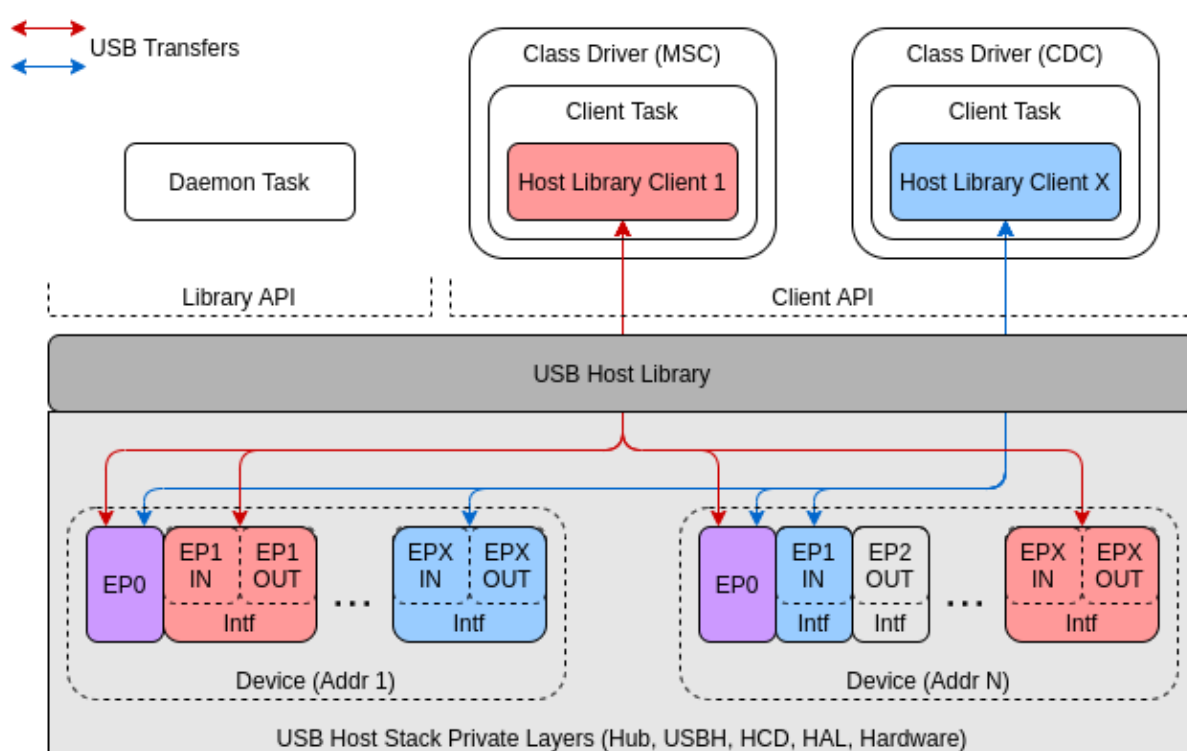 USB Transfers
Class Driver (MSC)
Class Driver (CDC)
Client Task
Client Task
Daemon Task
Host Library Client 1
Host Library Client X
Library API
Client API
USB Host Library
EP0
EP1
IN
EP1
OUT
Intf
...
EPX
IN
EPX
OUT
Intf
Device (Addr 1)
EP0
EP1
IN
Intf
EP2
OUT
Intf
...
EPX
IN
EPX
OUT
Intf
Device (Addr N)
USB Host Stack Private Layers (Hub, USBH, HCD, HAL, Hardware)